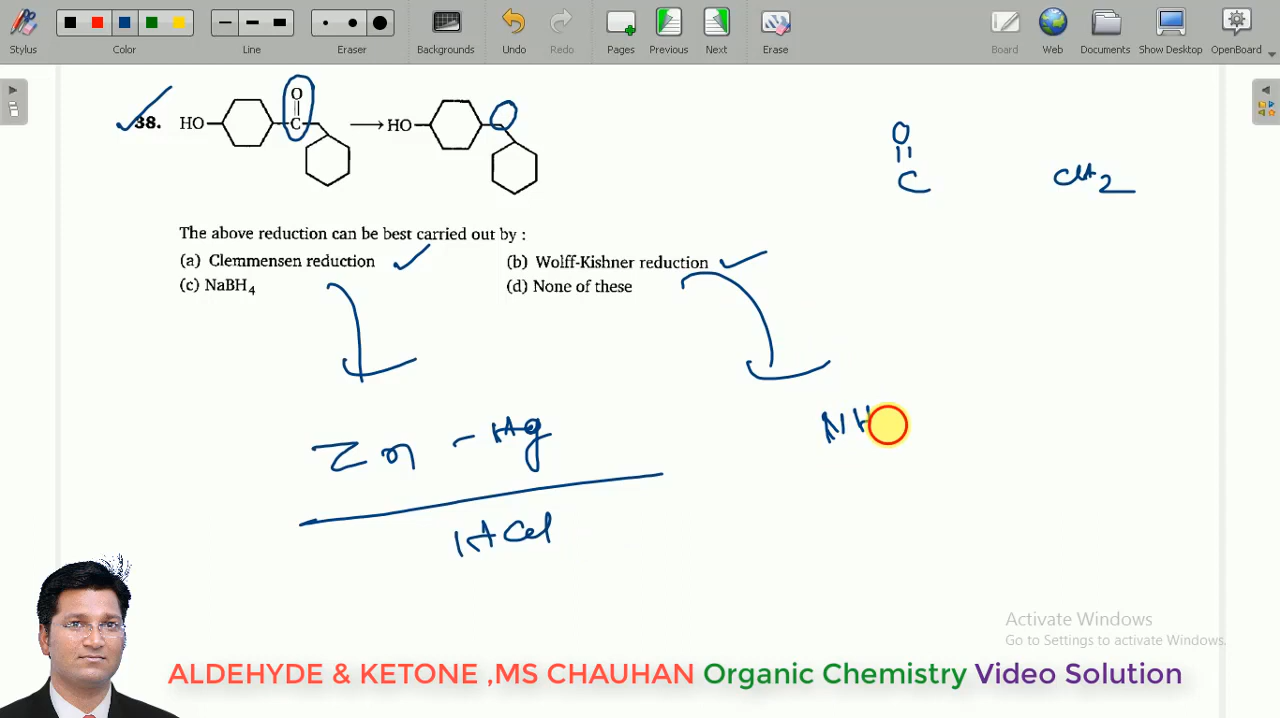 Stylus Color Line Eraser Backgrounds Undo Redo Pages Previous Next Erase Board Web Documents Show Desktop OpenBoard
38. HO O C → HO
O
C CH2
The above reduction can be best carried out by :
(a) Clemmensen reduction (b) Wolff-Kishner reduction
(c) NaBH4 (d) None of these
Zn - Hg NH
HCl
Activate Windows
Go to Settings to activate Windows.
ALDEHYDE & KETONE ,MS CHAUHAN Organic Chemistry Video Solution